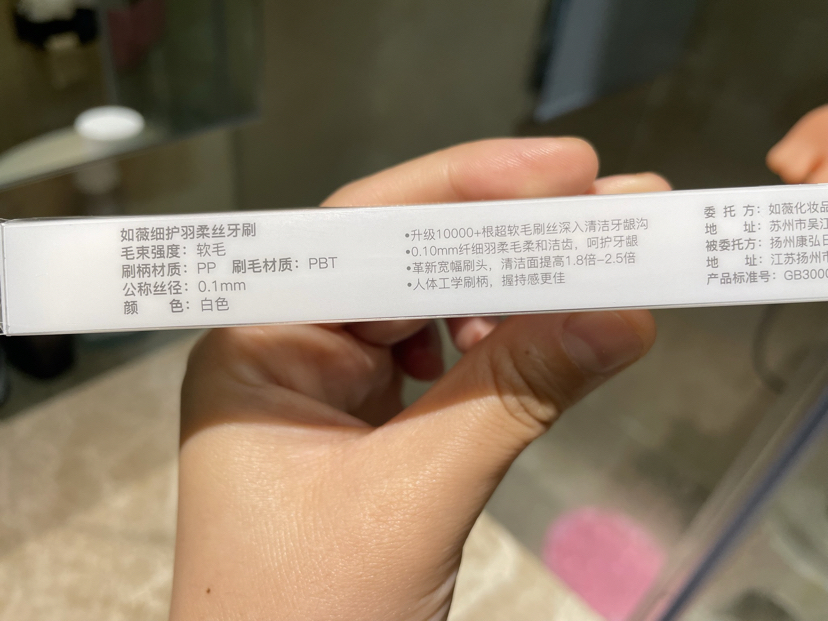 如薇细护羽柔丝牙刷
毛束强度：软毛
刷柄材质：PP 刷毛材质：PBT
公称丝径：0.1mm
颜 色：白色
•升级10000+根超软毛刷丝深入清洁牙龈沟
•0.10mm纤细羽柔毛柔和洁齿，呵护牙龈
•革新宽幅刷头，清洁面提高1.8倍-2.5倍
•人体工学刷柄，握持感更佳
委 托 方：如薇化妆品
地 址：苏州市吴江
被委托方：扬州康弘日
地 址：江苏扬州市
产品标准号：GB3000